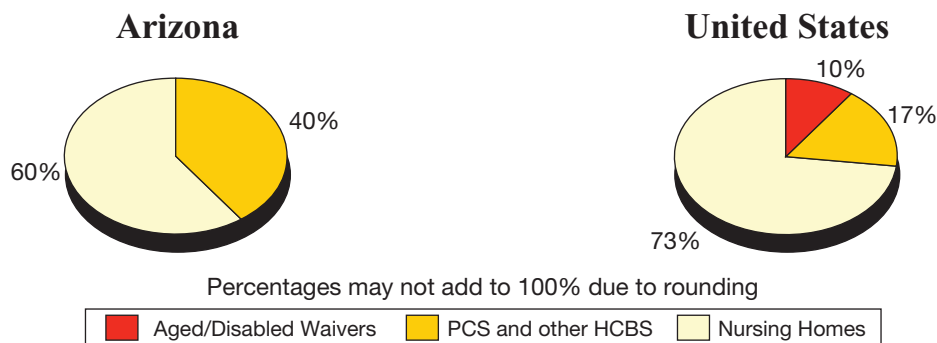 Arizona
United States
40%
60%
10%
17%
73%
Percentages may not add to 100% due to rounding
Aged/Disabled Waivers PCS and other HCBS Nursing Homes